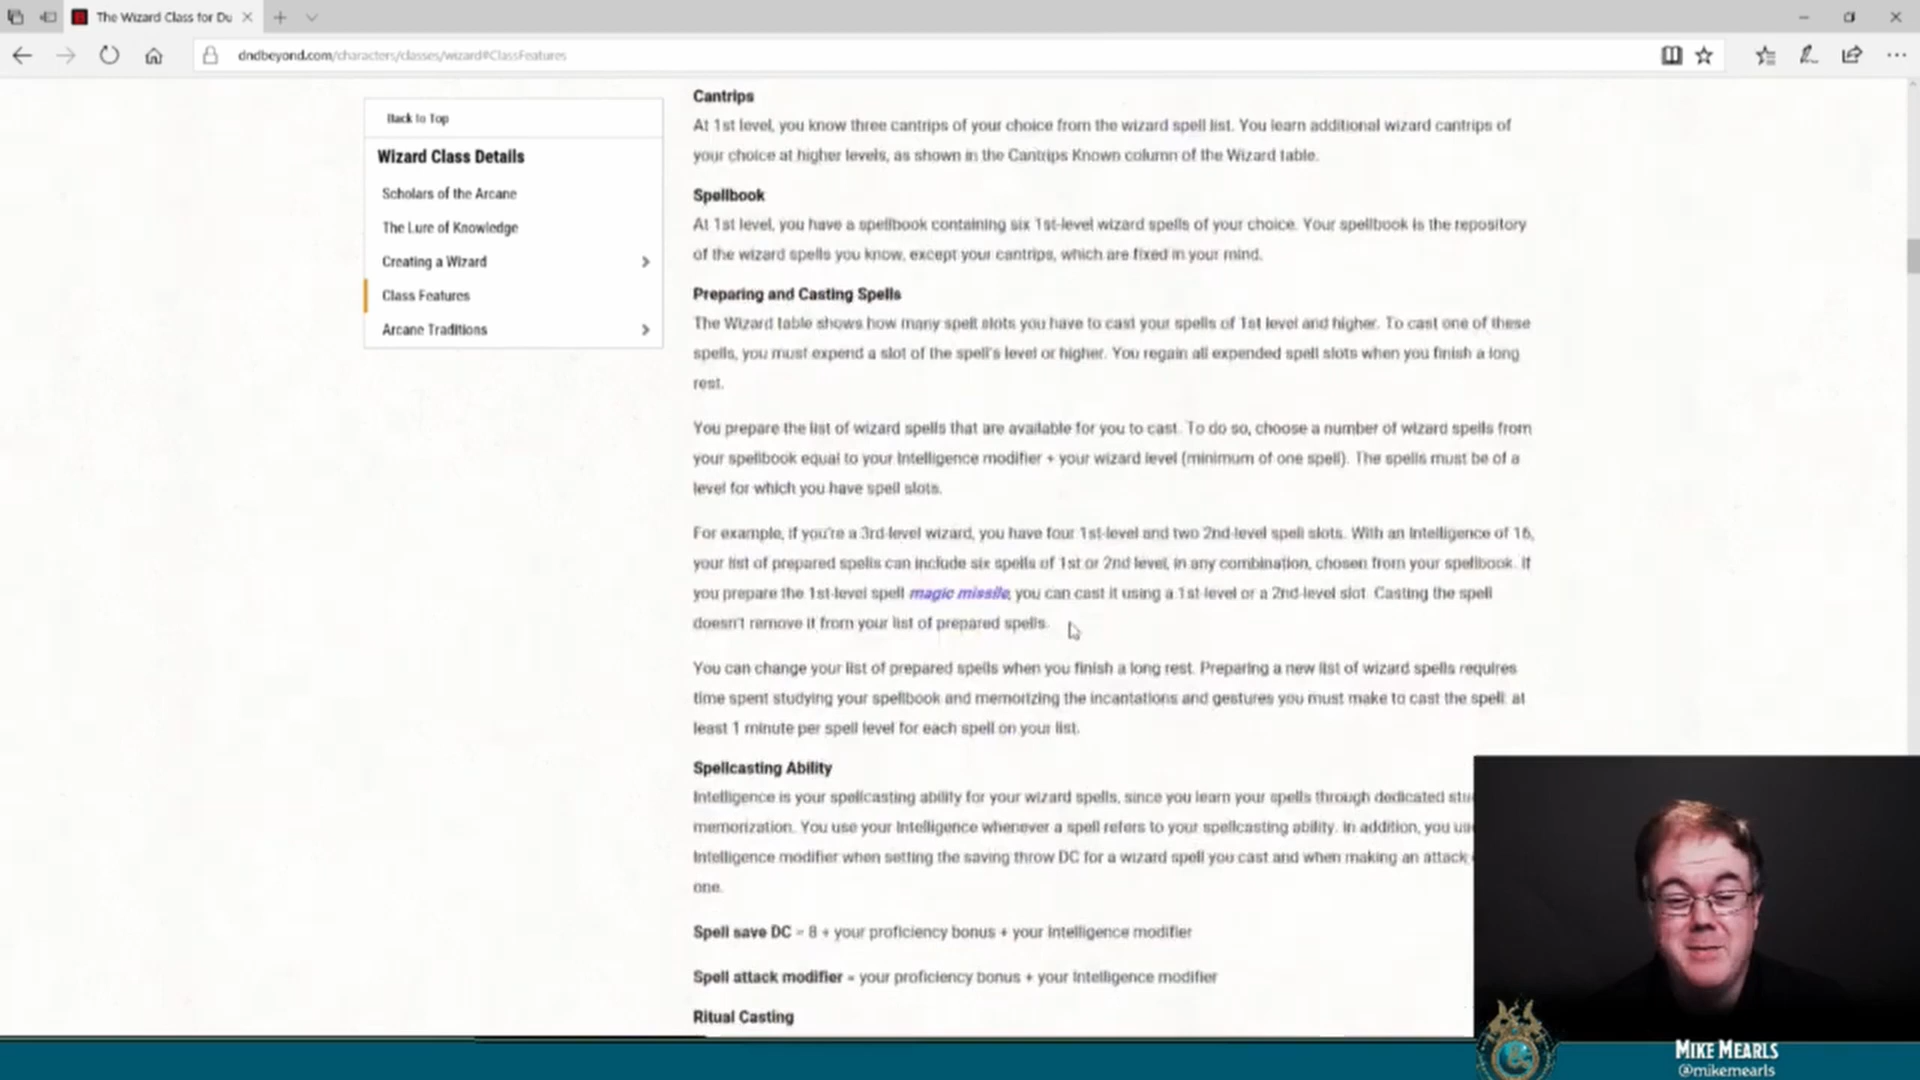 The Wizard Class for Du
dndbeyond.com/characters/classes/wizard#ClassFeatures
Back to Top
Wizard Class Details
Scholars of the Arcane
The Lure of Knowledge
Creating a Wizard
Class Features
Arcane Traditions
Cantrips
At 1st level, you know three cantrips of your choice from the wizard spell list. You learn additional wizard cantrips of
your choice at higher levels, as shown in the Cantrips Known column of the Wizard table.
Spellbook
At 1st level, you have a spellbook containing six 1st-level wizard spells of your choice. Your spellbook is the repository
of the wizard spells you know, except your cantrips, which are fixed in your mind.
Preparing and Casting Spells
The Wizard table shows how many spell slots you have to cast your spells of 1st level and higher. To cast one of these
spells, you must expend a slot of the spell's level or higher. You regain all expended spell slots when you finish a long
rest.
You prepare the list of wizard spells that are available for you to cast. To do so, choose a number of wizard spells from
your spellbook equal to your Intelligence modifier + your wizard level (minimum of one spell). The spells must be of a
level for which you have spell slots.
For example, if you're a 3rd-level wizard, you have four 1st-level and two 2nd-level spell slots. With an Intelligence of 16,
your list of prepared spells can include six spells of 1st or 2nd level, in any combination, chosen from your spellbook. If
you prepare the 1st-level spell magic missile, you can cast it using a 1st-level or a 2nd-level slot. Casting the spell
doesn't remove it from your list of prepared spells.
You can change your list of prepared spells when you finish a long rest. Preparing a new list of wizard spells requires
time spent studying your spellbook and memorizing the incantations and gestures you must make to cast the spell: at
least 1 minute per spell level for each spell on your list.
Spellcasting Ability
Intelligence is your spellcasting ability for your wizard spells, since you learn your spells through dedicated stu
memorization. You use your Intelligence whenever a spell refers to your spellcasting ability. In addition, you us
Intelligence modifier when setting the saving throw DC for a wizard spell you cast and when making an attack
one.
Spell save DC = 8 + your proficiency bonus + your Intelligence modifier
Spell attack modifier = your proficiency bonus + your Intelligence modifier
Ritual Casting
MIKE MEARLS
@mikemearls